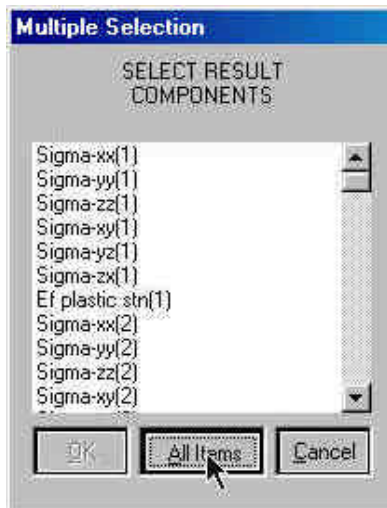 Multiple Selection
SELECT RESULT
COMPONENTS
Sigma-xx(1)
Sigma-yy(1)
Sigma-zz(1)
Sigma-xy(1)
Sigma-yz(1)
Sigma-zx(1)
Ef plastic stn(1)
Sigma-xx(2)
Sigma-yy(2)
Sigma-zz(2)
Sigma-xy(2)
OK All Items Cancel